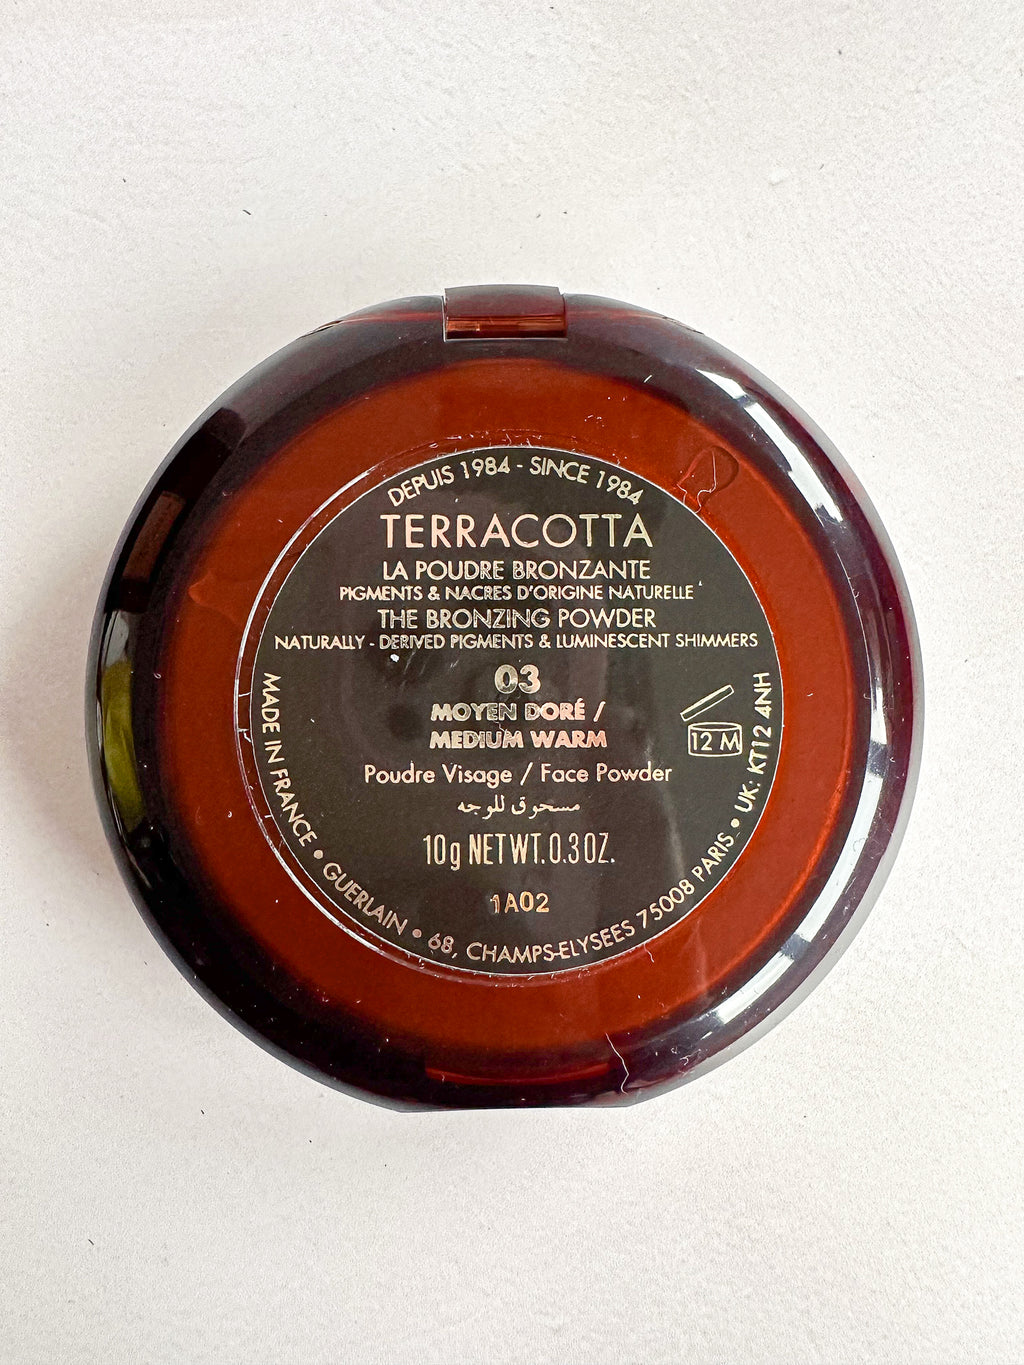 DEPUIS 1984 - SINCE 1984
TERRACOTTA
LA POUDRE BRONZANTE
PIGMENTS & NACRES D'ORIGINE NATURELLE
THE BRONZING POWDER
NATURALLY - DERIVED PIGMENTS & LUMINESCENT SHIMMERS
03
MOYEN DORÉ /
MEDIUM WARM
12 M
Poudre Visage / Face Powder
مسحوق للوجه
10g NET WT. 0.3 OZ.
1A02
MADE IN FRANCE • GUERLAIN • 68, CHAMPS-ELYSEES 75008 PARIS • UK: KT12 4NH